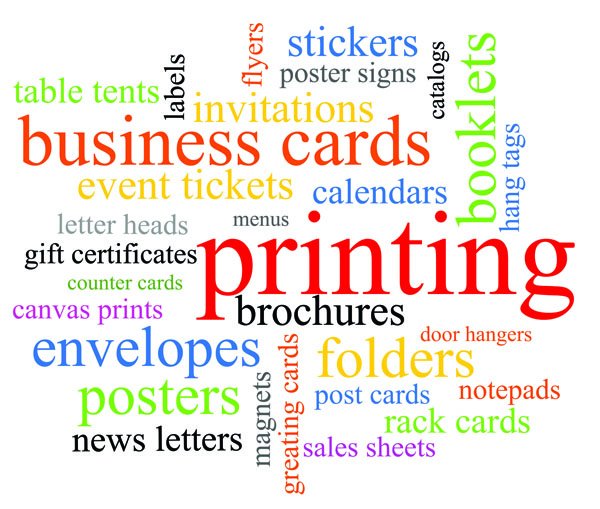 flyers
stickers
labels
poster signs
catalogs
booklets
table tents
invitations
business cards
hang tags
event tickets
calendars
letter heads
menus
gift certificates
printing
counter cards
canvas prints
brochures
door hangers
envelopes
folders
greating cards
magnets
posters
post cards
notepads
rack cards
news letters
sales sheets